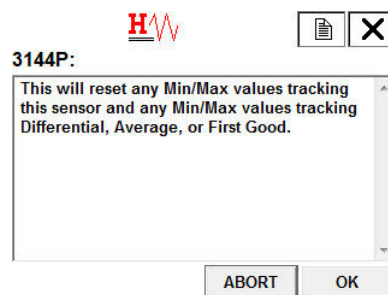 H
3144P:
This will reset any Min/Max values tracking
this sensor and any Min/Max values tracking
Differential, Average, or First Good.
ABORT OK